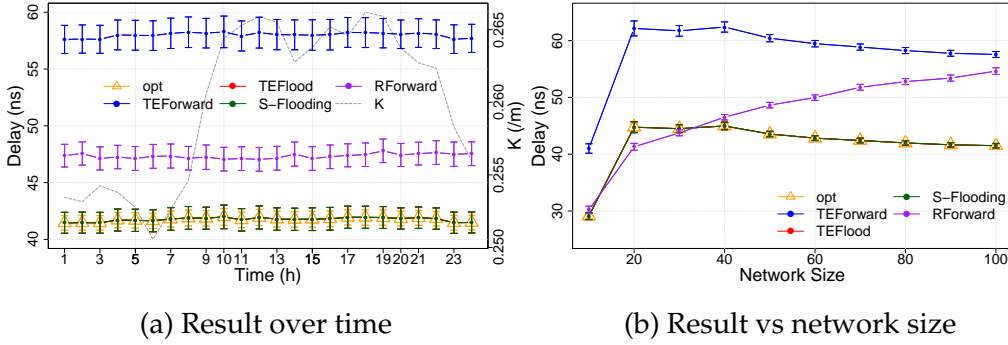 60
55
50
45
40
Delay (ns)
opt
TEFlood
RForward
TEForward
S-Flooding
K
0.265
0.260
0.255
0.250
K (/m)
1 3 5 7 9 10 11 13 15 17 19 20 21 23
Time (h)
(a) Result over time
60
50
40
30
Delay (ns)
opt
S-Flooding
TEForward
RForward
TEFlood
20 40 60 80 100
Network Size
(b) Result vs network size